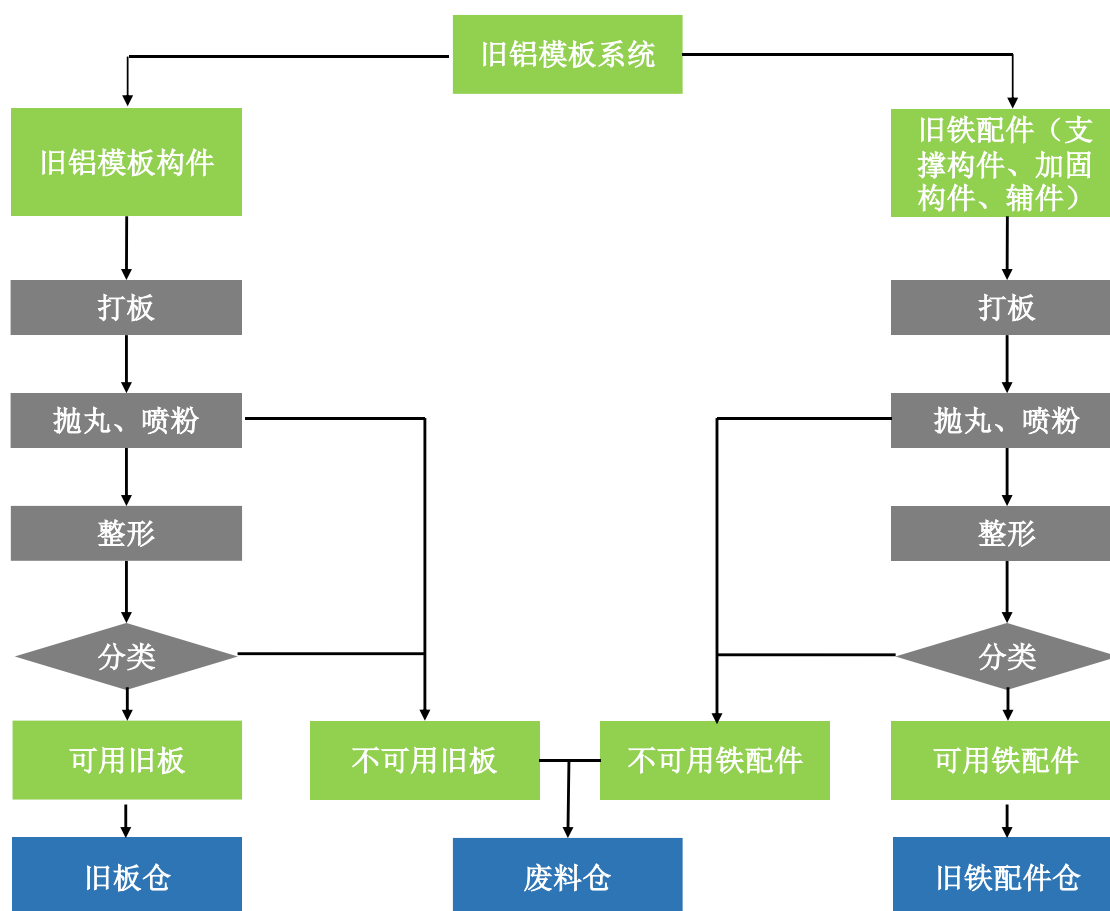 旧铝模板系统
旧铝模板构件
旧铁配件（支
撑构件、加固
构件、辅件）
打板
打板
抛丸、喷粉
抛丸、喷粉
整形
整形
分类
分类
可用旧板
不可用旧板
不可用铁配件
可用铁配件
旧板仓
废料仓
旧铁配件仓